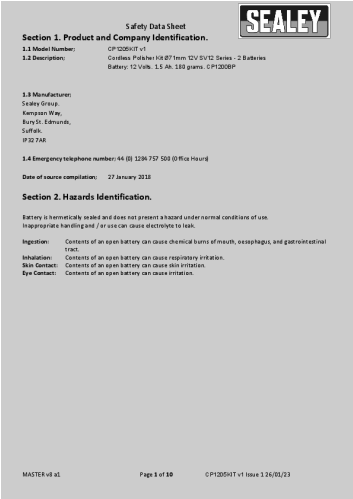 SEALEY
Safety Data Sheet
Section 1. Product and Company Identification.
1.1 Model Number; CP1205KIT v1
1.2 Description; Cordless Polisher Kit Ø71mm 12V SV12 Series - 2 Batteries
Battery: 12 Volts. 1.5 Ah. 180 grams. CP1200BP
1.3 Manufacturer;
Sealey Group.
Kempson Way,
Bury St. Edmunds,
Suffolk.
IP32 7AR
1.4 Emergency telephone number; 44 (0) 1284 757 500 (Office Hours)
Date of source compilation; 27 January 2018
Section 2. Hazards Identification.
Battery is hermetically sealed and does not present a hazard under normal conditions of use.
Inappropriate handling and / or use can cause electrolyte to leak.
Ingestion: Contents of an open battery can cause chemical burns of mouth, oesophagus, and gastrointestinal
tract.
Inhalation: Contents of an open battery can cause respiratory irritation.
Skin Contact: Contents of an open battery can cause skin irritation.
Eye Contact: Contents of an open battery can cause irritation.
MASTER v8 a1 Page 1 of 10 CP1205KIT v1 Issue 1 26/01/23